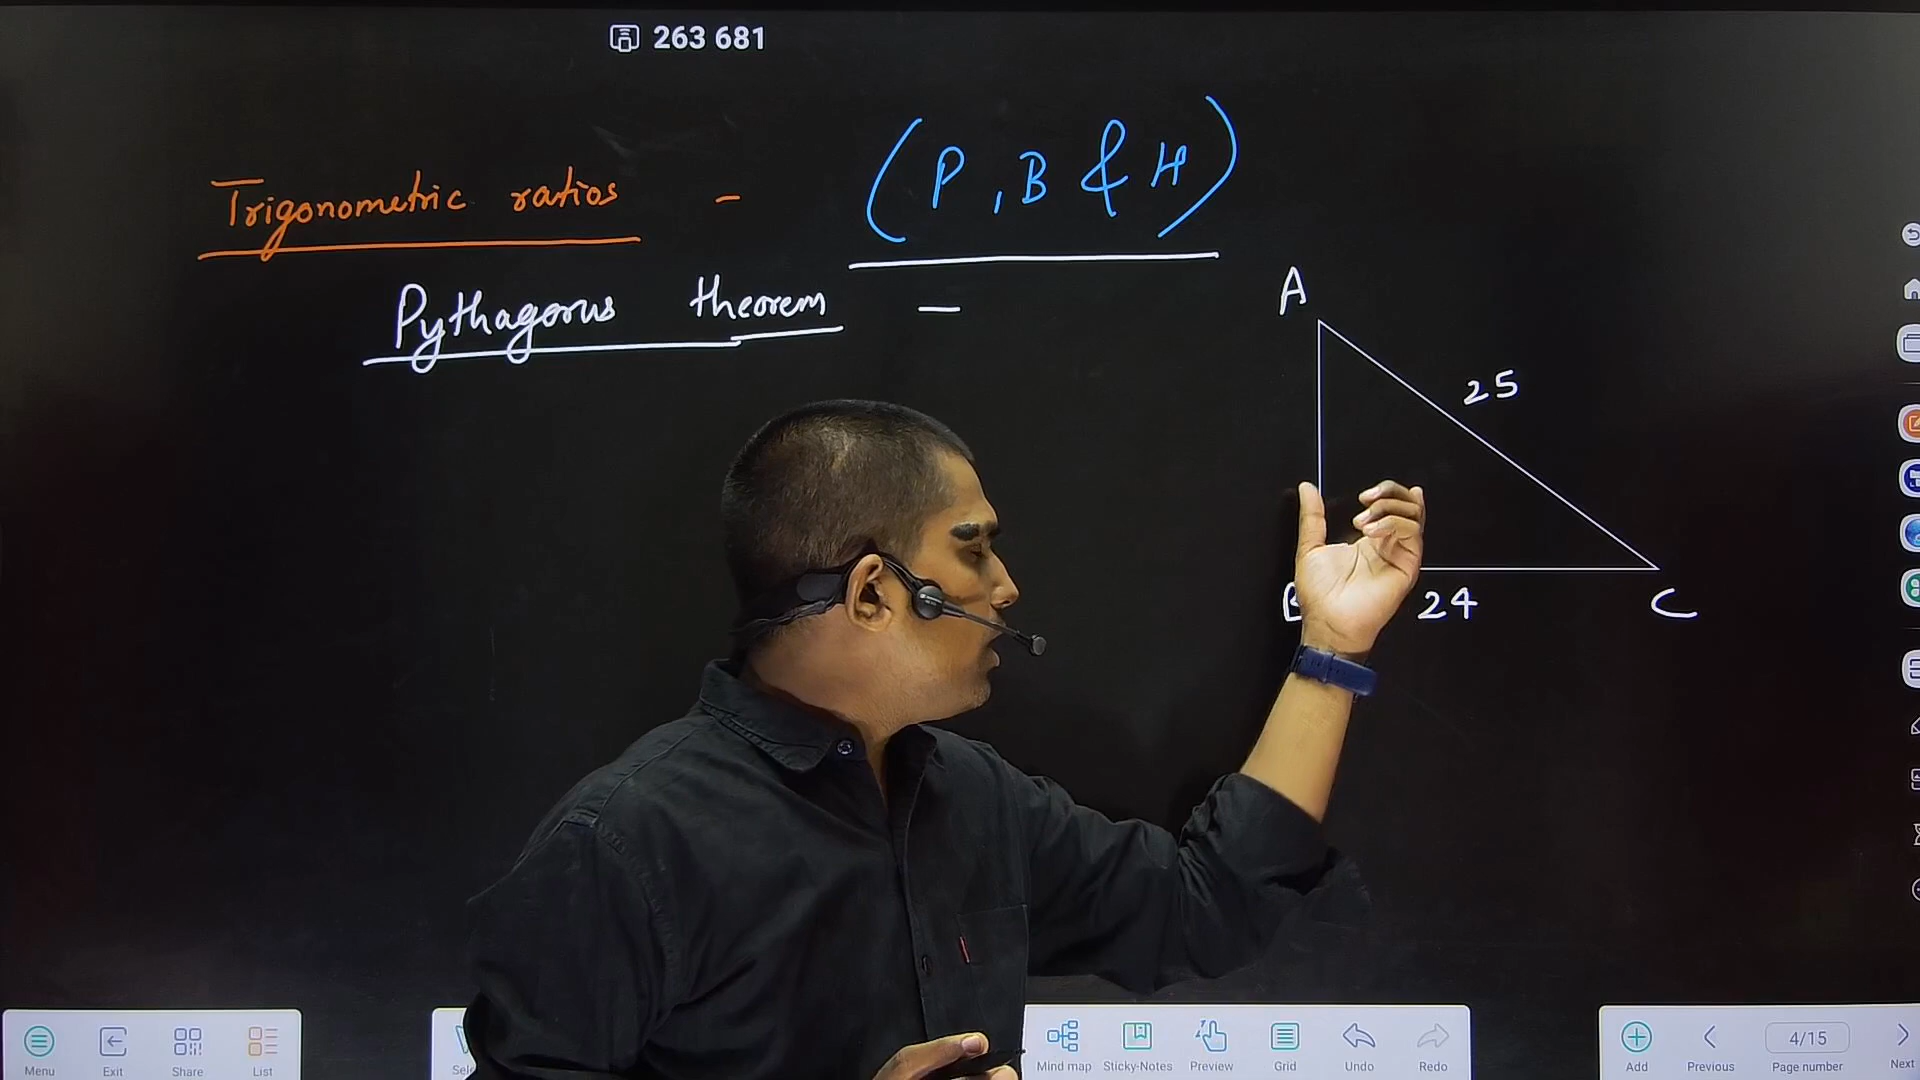 263 681
Trigonometric ratios - (P, B & H)
Pythagorus theorem -
A
25
B 24 C
Menu Exit Share List Mind map Sticky-Notes Preview Grid Undo Redo Add Previous 4/15 Page number Next